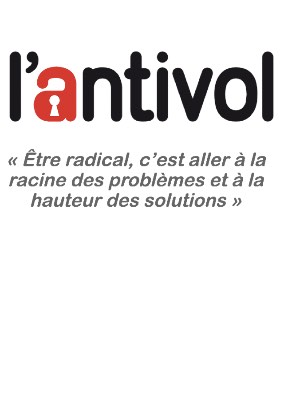 l'antivol
« Être radical, c'est aller à la
racine des problèmes et à la
hauteur des solutions »